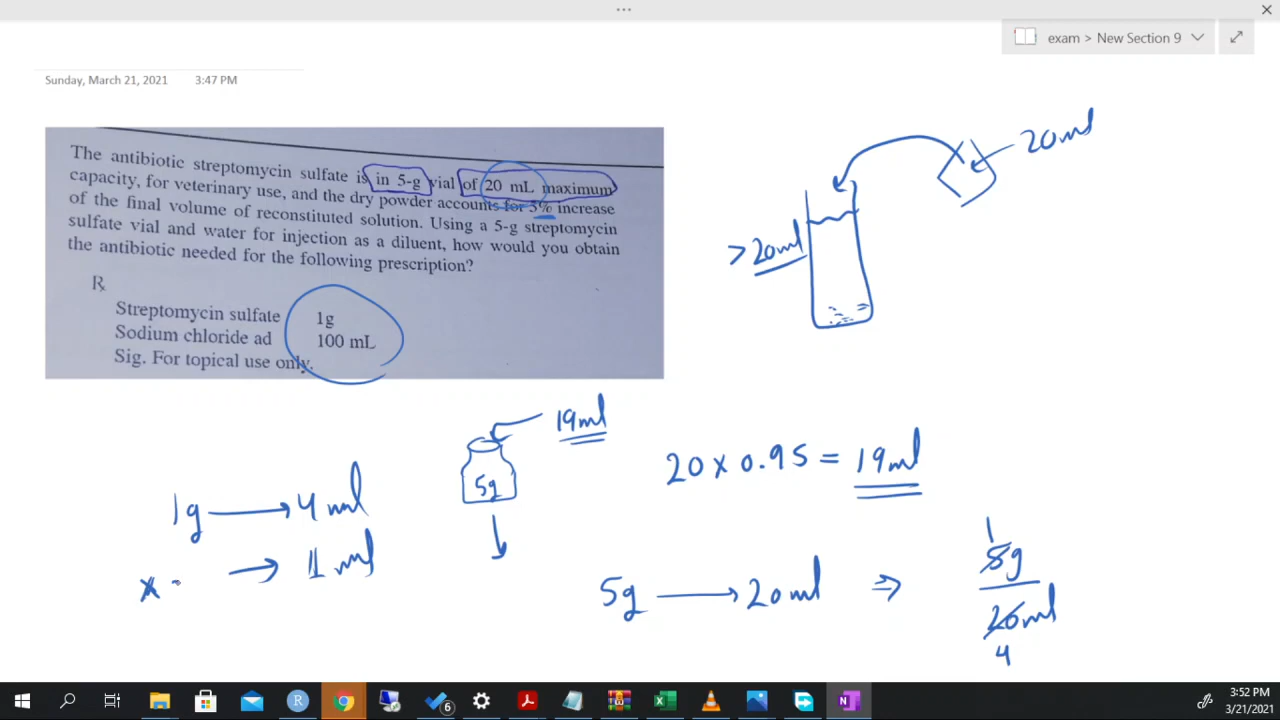 exam > New Section 9
Sunday, March 21, 2021 3:47 PM
The antibiotic streptomycin sulfate is in 5-g vial of 20 mL maximum
capacity, for veterinary use, and the dry powder accounts for 5% increase
of the final volume of reconstituted solution. Using a 5-g streptomycin
sulfate vial and water for injection as a diluent, how would you obtain
the antibiotic needed for the following prescription?
℞
Streptomycin sulfate 1g
Sodium chloride ad 100 mL
Sig. For topical use only.
20ml
>20ml
19ml
5g
20 x 0.95 = 19ml
1g → 4 ml
x → 1 ml
5g → 20ml ⇒ 5g
20ml
1
4
6
3:52 PM
3/21/2021